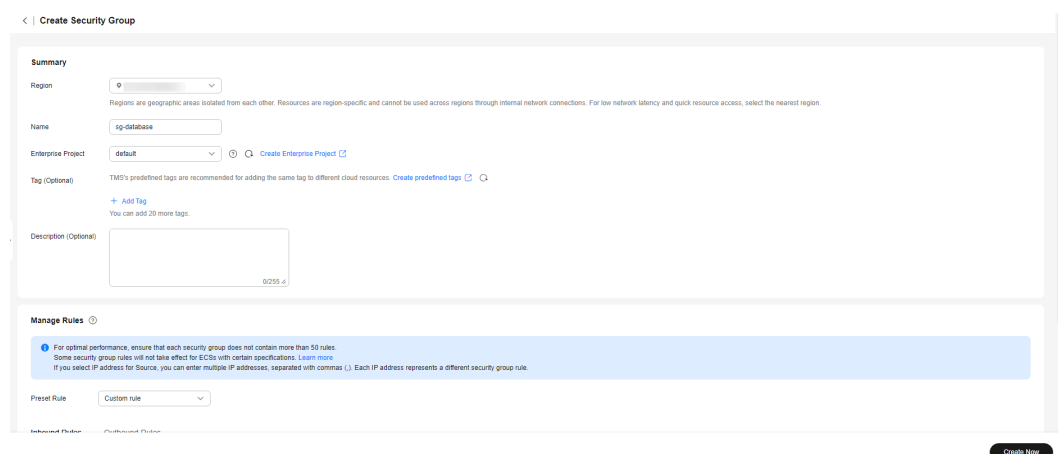 Create Security Group
Summary
Region
Regions are geographic areas isolated from each other. Resources are region-specific and cannot be used across regions through internal network connections. For low network latency and quick resource access, select the nearest region.
Name sg-database
Enterprise Project default Create Enterprise Project
Tag (Optional) TMS's predefined tags are recommended for adding the same tag to different cloud resources. Create predefined tags
+ Add Tag
You can add 20 more tags.
Description (Optional)
0/255
Manage Rules
For optimal performance, ensure that each security group does not contain more than 50 rules.
Some security group rules will not take effect for ECSs with certain specifications. Learn more
If you select IP address for Source, you can enter multiple IP addresses, separated with commas (,). Each IP address represents a different security group rule.
Preset Rule Custom rule
Inbound Rules Outbound Rules
Create Now